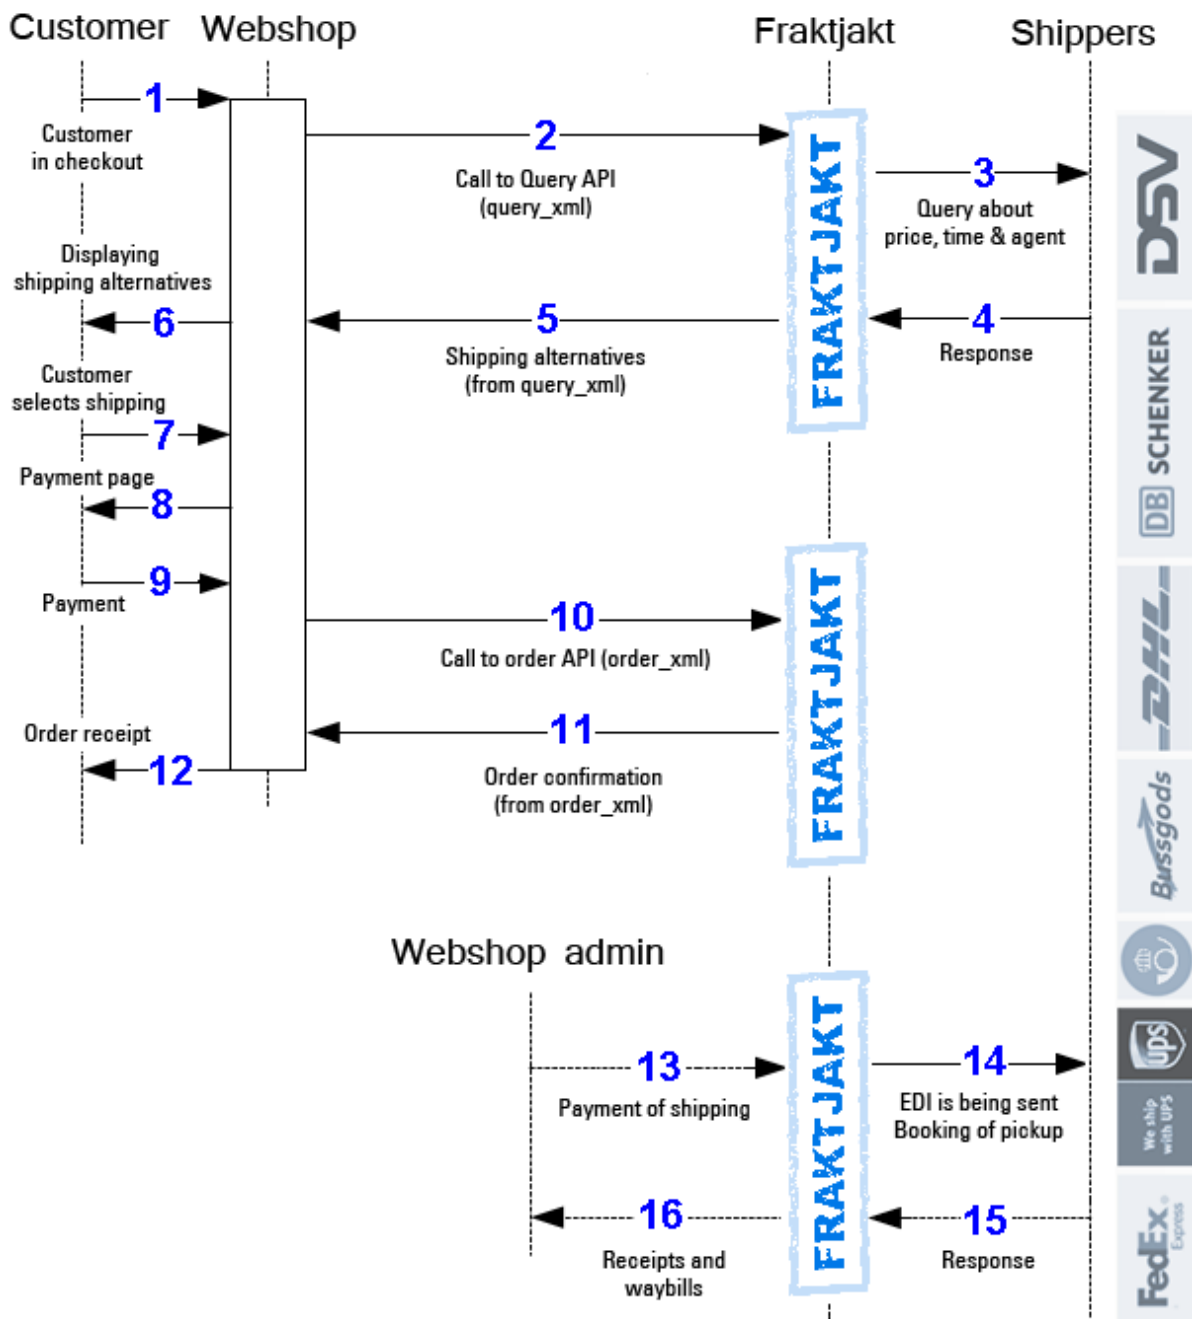 Customer
Webshop
Fraktjakt
Shippers
1
Customer
in checkout
2
Call to Query API
(query_xml)
3
Query about
price, time & agent
4
Response
5
Shipping alternatives
(from query_xml)
Displaying
shipping alternatives
6
Customer
selects shipping
7
Payment page
8
9
Payment
10
Call to order API (order_xml)
11
Order confirmation
(from order_xml)
Order receipt
12
FRAKTJAKT
FRAKTJAKT
Webshop admin
13
Payment of shipping
14
EDI is being sent
Booking of pickup
15
Response
16
Receipts and
waybills
FRAKTJAKT
DSV
DB SCHENKER
DHL
Bussgods
ups
We ship
with UPS
FedEx®
Express